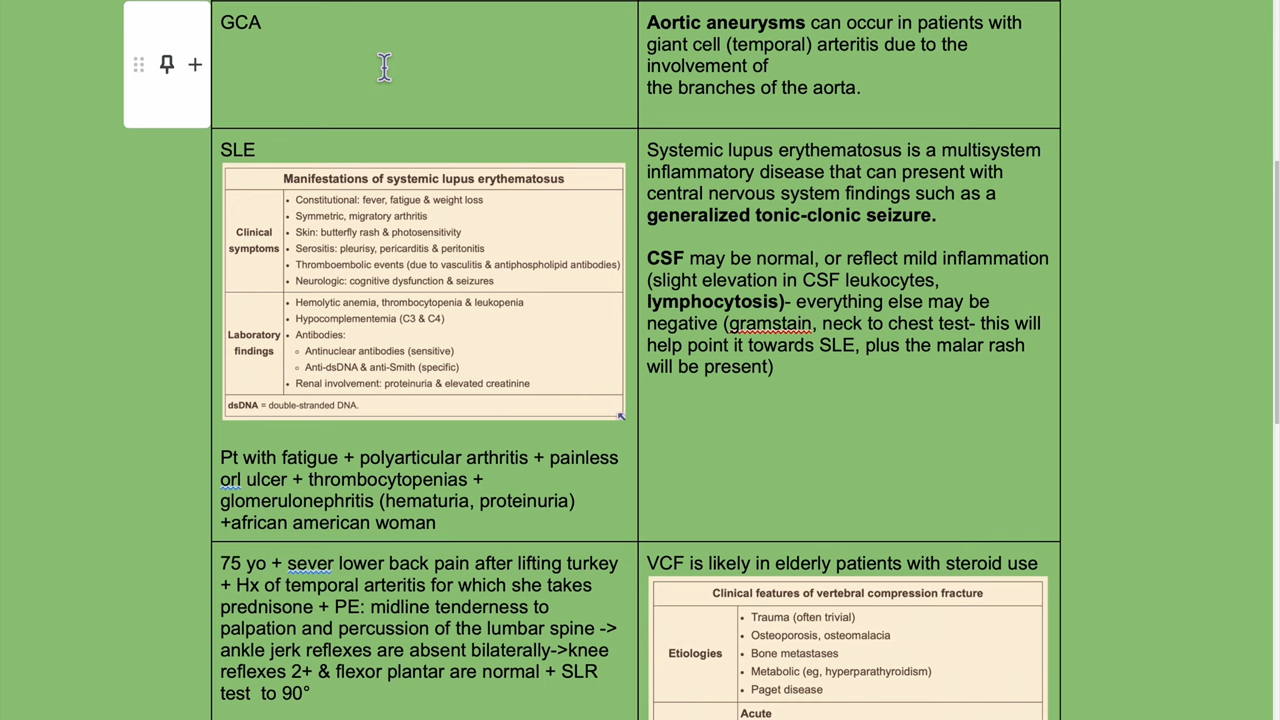 GCA
Aortic aneurysms can occur in patients with
giant cell (temporal) arteritis due to the
involvement of
the branches of the aorta.
SLE
Manifestations of systemic lupus erythematosus
Clinical
symptoms
• Constitutional: fever, fatigue & weight loss
• Symmetric, migratory arthritis
• Skin: butterfly rash & photosensitivity
• Serositis: pleurisy, pericarditis & peritonitis
• Thromboembolic events (due to vasculitis & antiphospholipid antibodies)
• Neurologic: cognitive dysfunction & seizures
Laboratory
findings
• Hemolytic anemia, thrombocytopenia & leukopenia
• Hypocomplementemia (C3 & C4)
• Antibodies:
o Antinuclear antibodies (sensitive)
o Anti-dsDNA & anti-Smith (specific)
• Renal involvement: proteinuria & elevated creatinine
dsDNA = double-stranded DNA.
Pt with fatigue + polyarticular arthritis + painless
orl ulcer + thrombocytopenias +
glomerulonephritis (hematuria, proteinuria)
+african american woman
Systemic lupus erythematosus is a multisystem
inflammatory disease that can present with
central nervous system findings such as a
generalized tonic-clonic seizure.
CSF may be normal, or reflect mild inflammation
(slight elevation in CSF leukocytes,
lymphocytosis)- everything else may be
negative (gramstain, neck to chest test- this will
help point it towards SLE, plus the malar rash
will be present)
75 yo + sever lower back pain after lifting turkey
+ Hx of temporal arteritis for which she takes
prednisone + PE: midline tenderness to
palpation and percussion of the lumbar spine ->
ankle jerk reflexes are absent bilaterally->knee
reflexes 2+ & flexor plantar are normal + SLR
test  to 90°
VCF is likely in elderly patients with steroid use
Clinical features of vertebral compression fracture
Etiologies
• Trauma (often trivial)
• Osteoporosis, osteomalacia
• Bone metastases
• Metabolic (eg, hyperparathyroidism)
• Paget disease
Acute